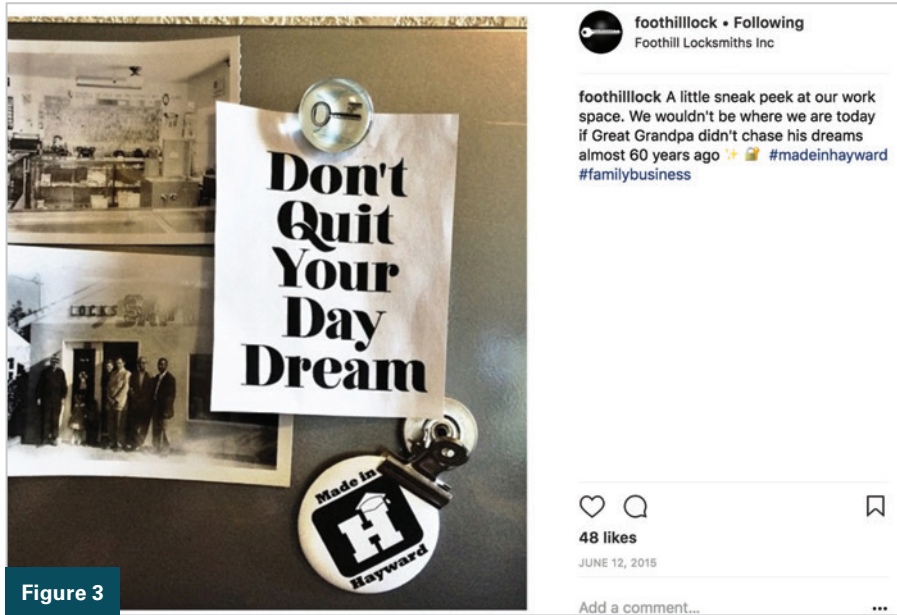 LOCKS
Don't
Quit
Your
Day
Dream
Made in
H
Hayward
Figure 3
foothilllock • Following
Foothill Locksmiths Inc
foothilllock A little sneak peek at our work
space. We wouldn't be where we are today
if Great Grandpa didn't chase his dreams
almost 60 years ago ✨ 🔐 #madeinhayward
#familybusiness
48 likes
JUNE 12, 2015
Add a comment...